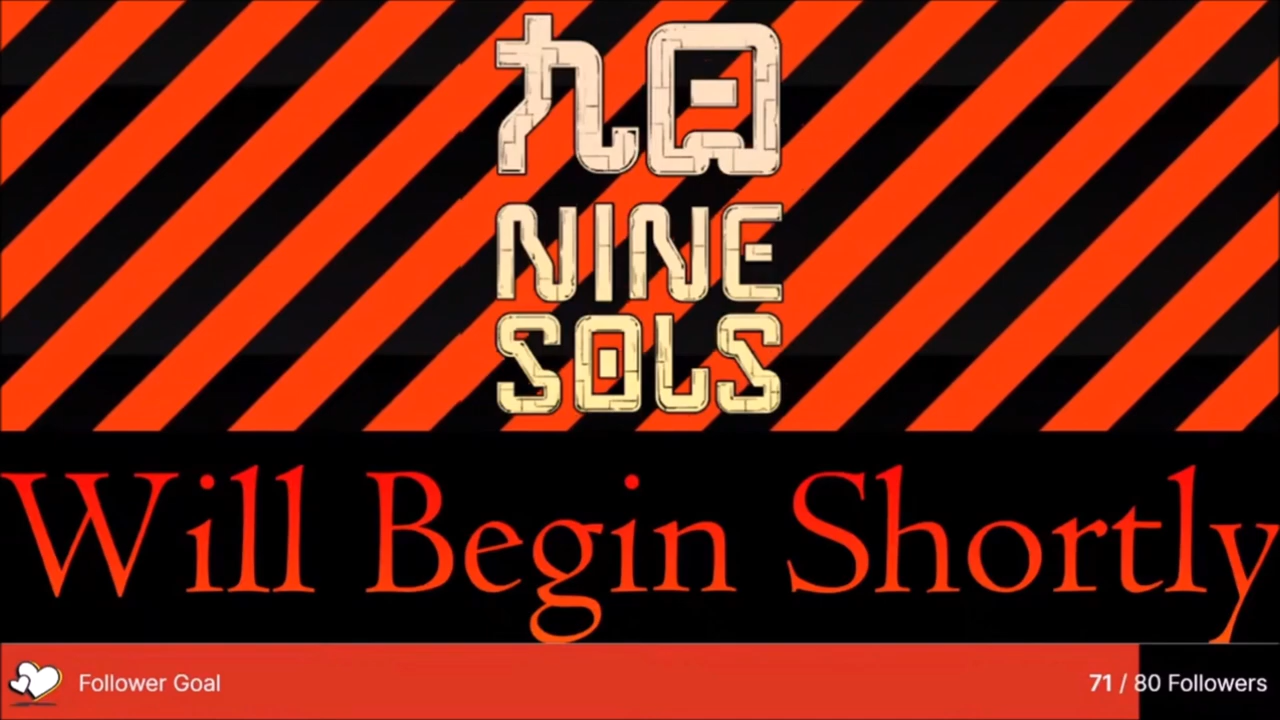 九日
NINE
SOLS
Will Begin Shortly
Follower Goal
71 / 80 Followers